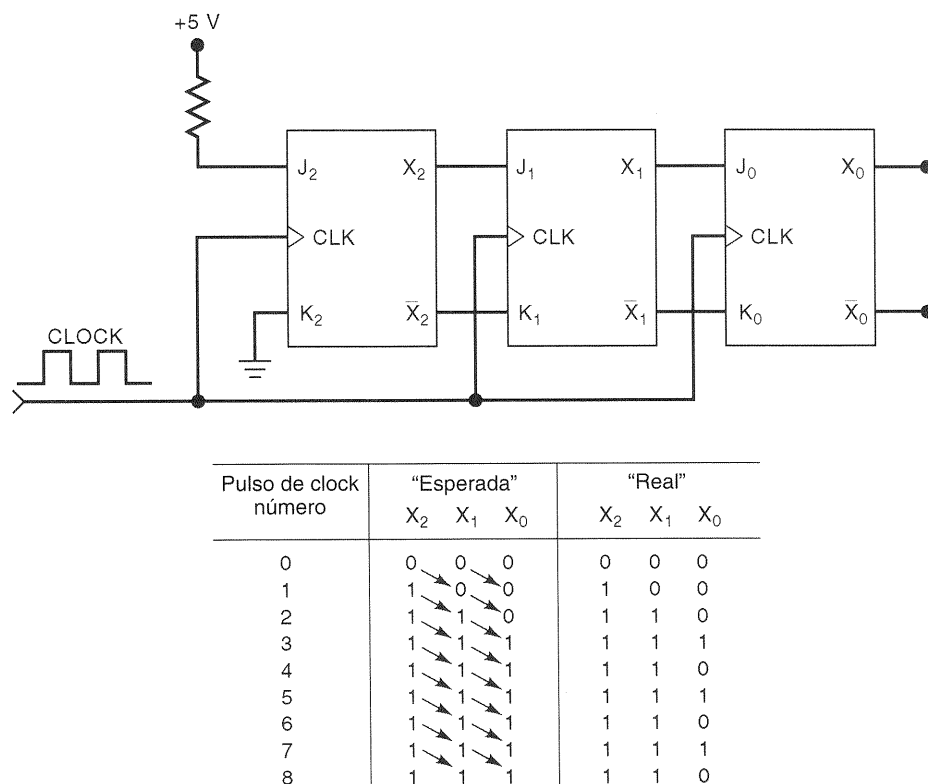 +5 V
J₂ X₂ J₁ X₁ J₀ X₀
CLK CLK CLK
K₂ X̅₂ K₁ X̅₁ K₀ X̅₀
CLOCK
Pulso de clock número “Esperada” “Real”
X₂ X₁ X₀ X₂ X₁ X₀
0 0 0 0 0 0 0
1 1 0 0 1 0 0
2 1 1 0 1 1 0
3 1 1 1 1 1 1
4 1 1 1 1 1 0
5 1 1 1 1 1 1
6 1 1 1 1 1 0
7 1 1 1 1 1 1
8 1 1 1 1 1 0